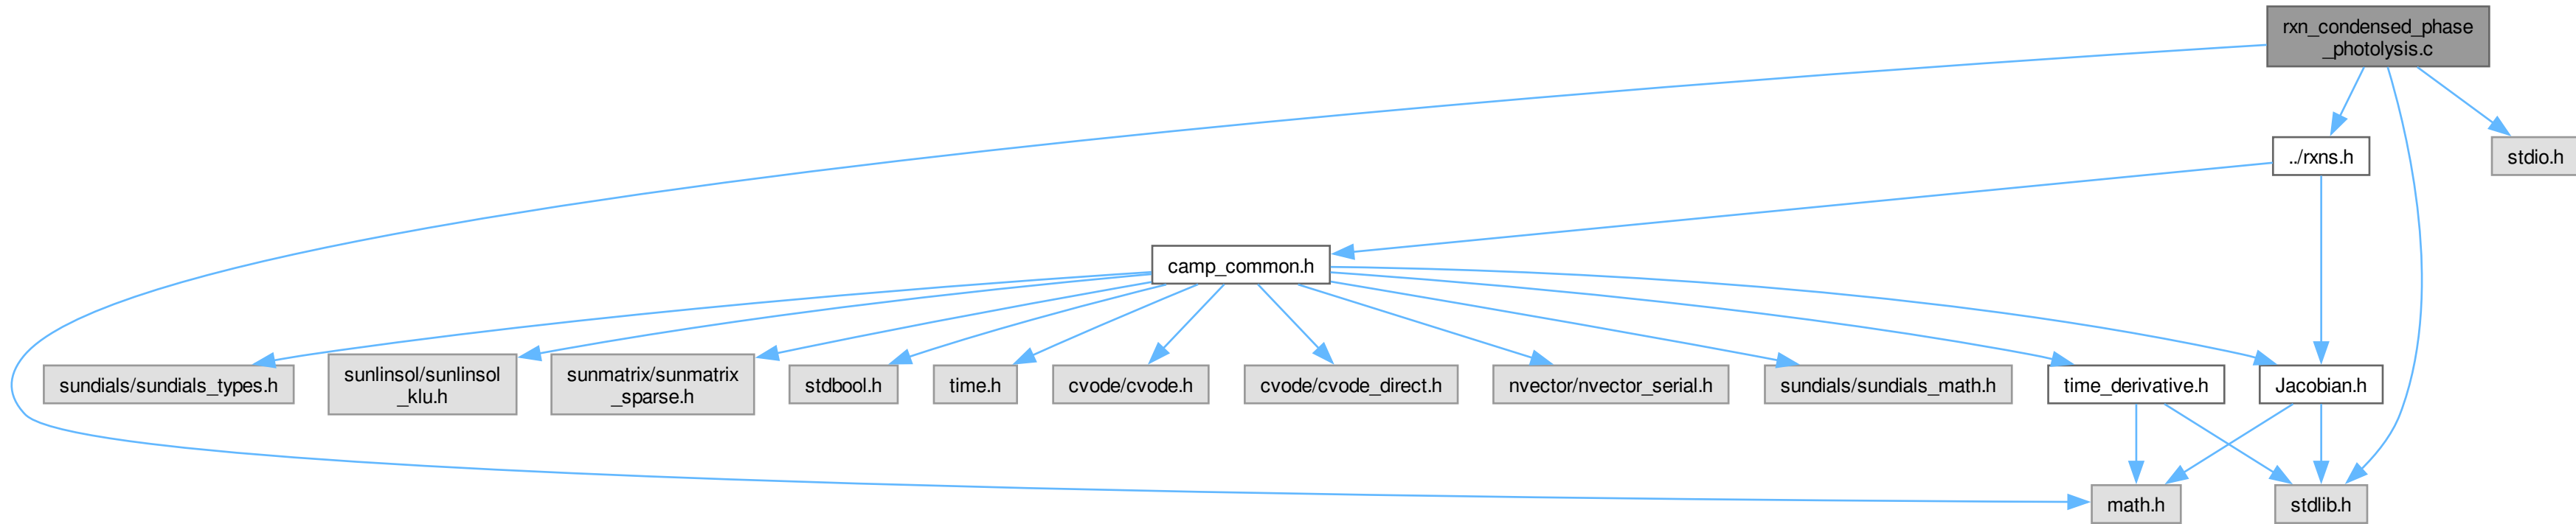 rxn_condensed_phase
_photolysis.c
../rxns.h
stdio.h
camp_common.h
sundials/sundials_types.h
sunlinsol/sunlinsol
_klu.h
sunmatrix/sunmatrix
_sparse.h
stdbool.h
time.h
cvode/cvode.h
cvode/cvode_direct.h
nvector/nvector_serial.h
sundials/sundials_math.h
time_derivative.h
Jacobian.h
math.h
stdlib.h